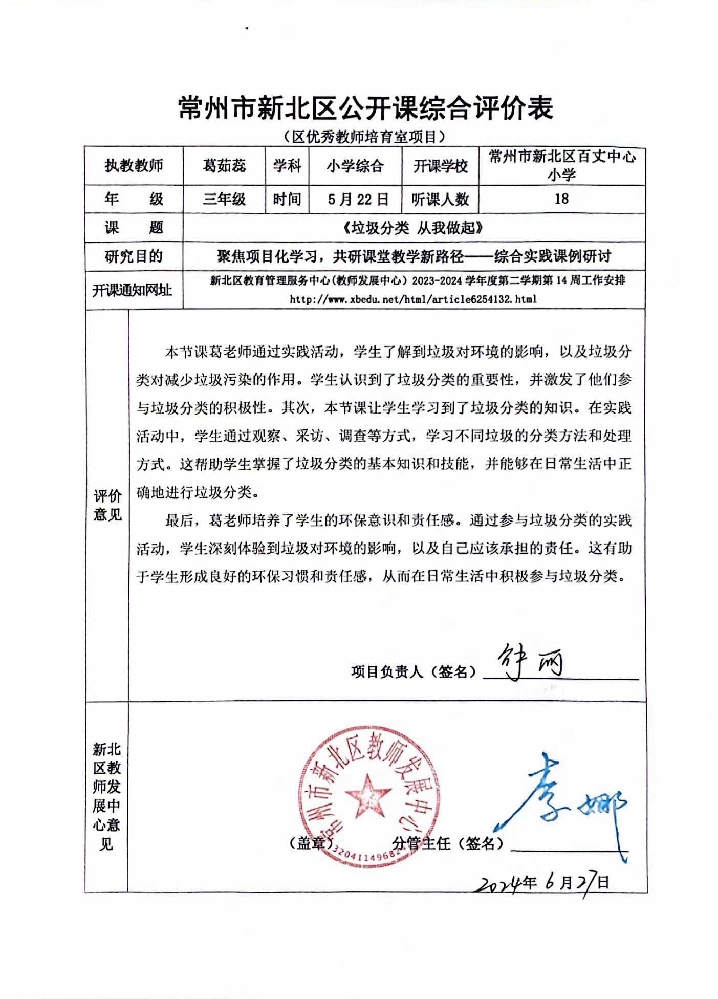 常州市新北区公开课综合评价表
（区优秀教师培育室项目）
执教教师 葛茹蕊 学科 小学综合 开课学校 常州市新北区百丈中心
小学
年 级 三年级 时间 5月22日 听课人数 18
课 题 《垃圾分类 从我做起》
研究目的 聚焦项目化学习，共研课堂教学新路径——综合实践课例研讨
开课通知网址 新北区教育管理服务中心(教师发展中心）2023-2024学年度第二学期第14周工作安排
http://www.xbedu.net/html/article6254132.html
本节课葛老师通过实践活动，学生了解到垃圾对环境的影响，以及垃圾分
类对减少垃圾污染的作用。学生认识到了垃圾分类的重要性，并激发了他们参
与垃圾分类的积极性。其次，本节课让学生学习到了垃圾分类的知识。在实践
活动中，学生通过观察、采访、调查等方式，学习不同垃圾的分类方法和处理
方式。这帮助学生掌握了垃圾分类的基本知识和技能，并能够在日常生活中正
确地进行垃圾分类。
评价
意见
最后，葛老师培养了学生的环保意识和责任感。通过参与垃圾分类的实践
活动，学生深刻体验到垃圾对环境的影响，以及自己应该承担的责任。这有助
于学生形成良好的环保习惯和责任感，从而在日常生活中积极参与垃圾分类。
项目负责人（签名） 丽
新北
区教
师发
展中
心意
见
常州市新北区教师发展中心
（盖章） 分管主任（签名） 李娜
2024年6月27日